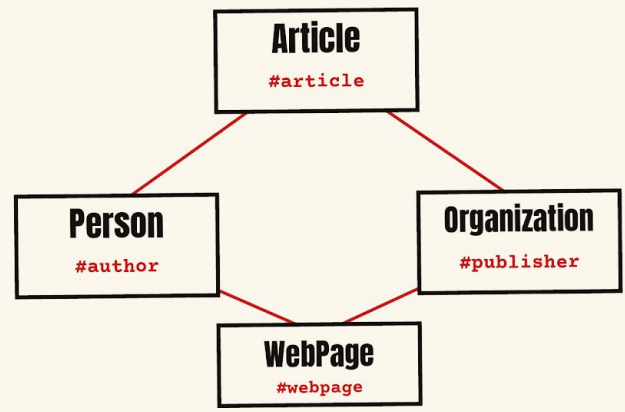 Article
#article
Person
#author
Organization
#publisher
WebPage
#webpage